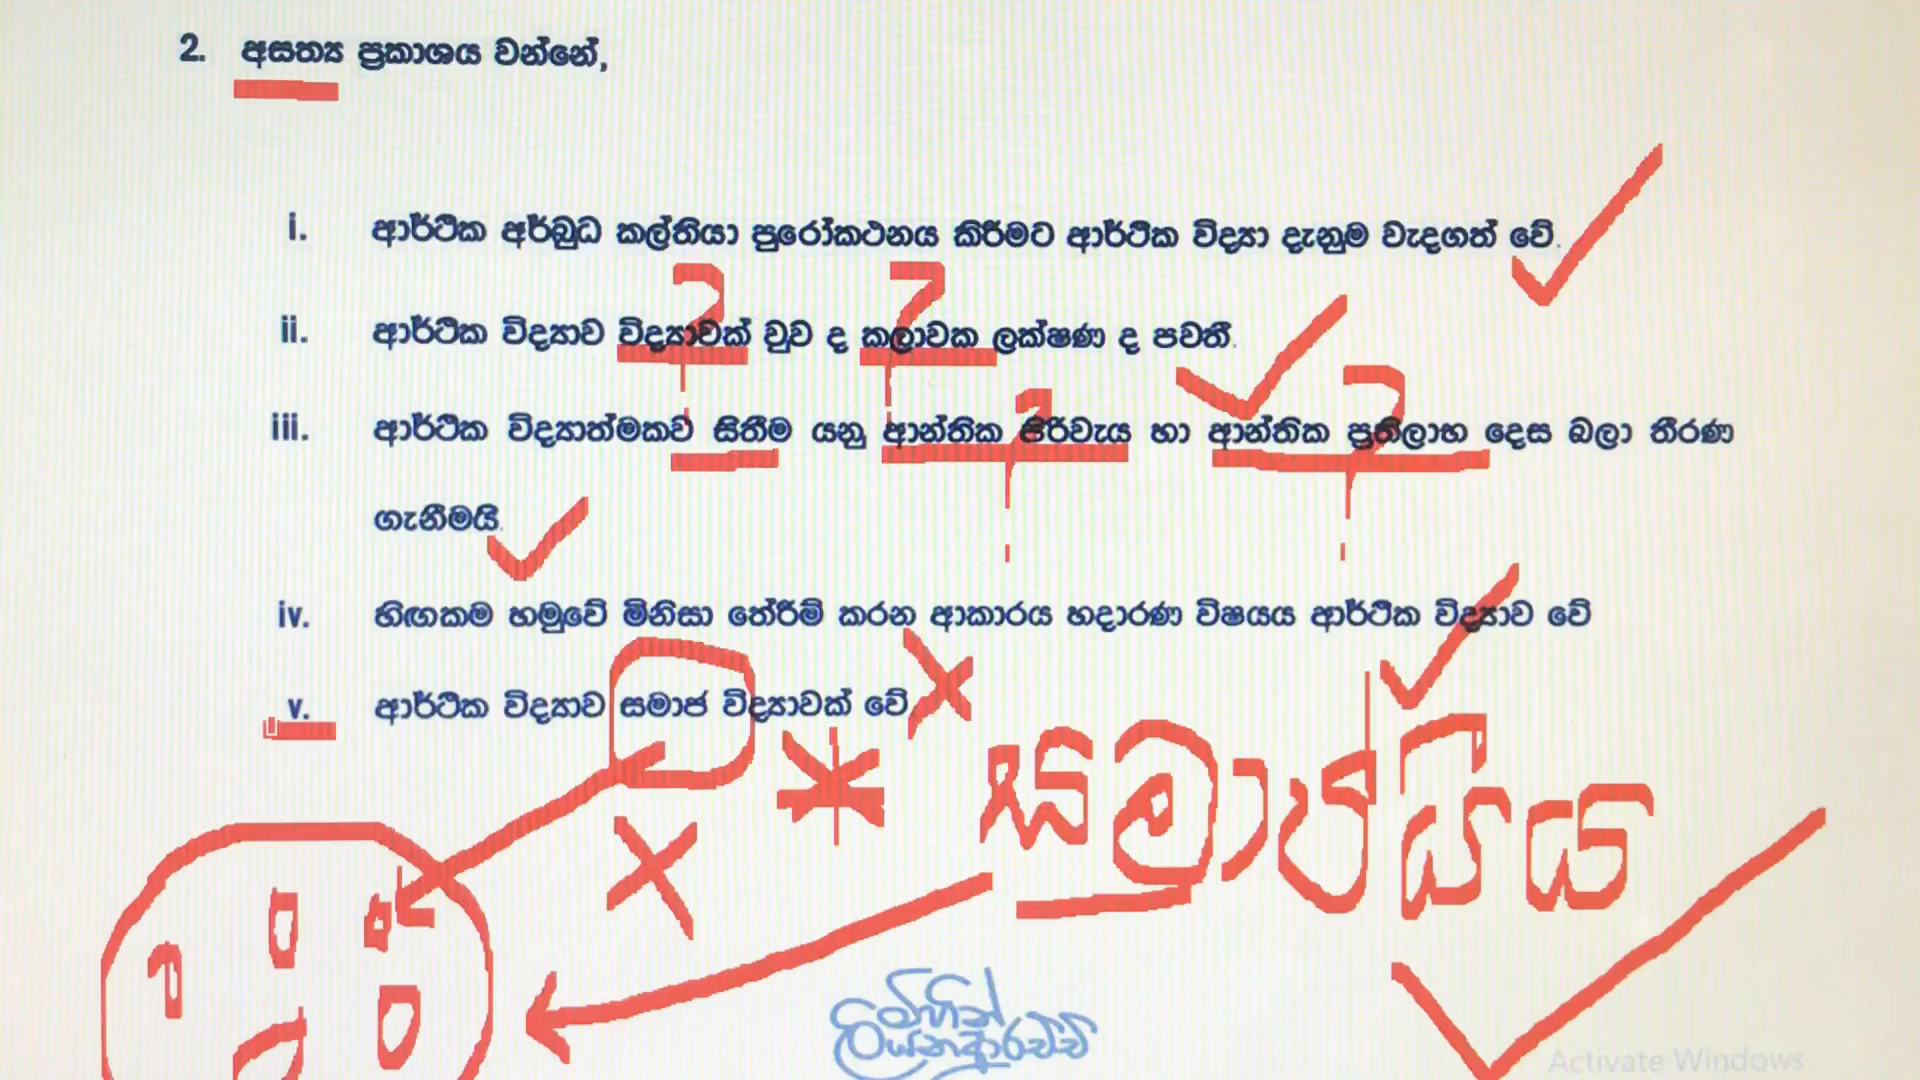 2. අසත්‍ය ප්‍රකාශය වන්නේ,
i. ආර්ථික අර්බුධ කල්තියා පුරෝකථනය කිරීමට ආර්ථික විද්‍යා දැනුම වැදගත් වේ.
ii. ආර්ථික විද්‍යාව විද්‍යාවක් වුව ද කලාවක ලක්ෂණ ද පවතී.
iii. ආර්ථික විද්‍යාත්මකව සිතීම යනු ආන්තික පිරිවැය හා ආන්තික ප්‍රතිලාභ දෙස බලා තීරණ
ගැනීමයි.
iv. හිඟකම හමුවේ මිනිසා තේරීම් කරන ආකාරය හදාරණ විෂයය ආර්ථික විද්‍යාව වේ
v. ආර්ථික විද්‍යාව සමාජ විද්‍යාවක් වේ.
සමාජයීය
මිහින්
ලියනආරච්චි
Activate Windows